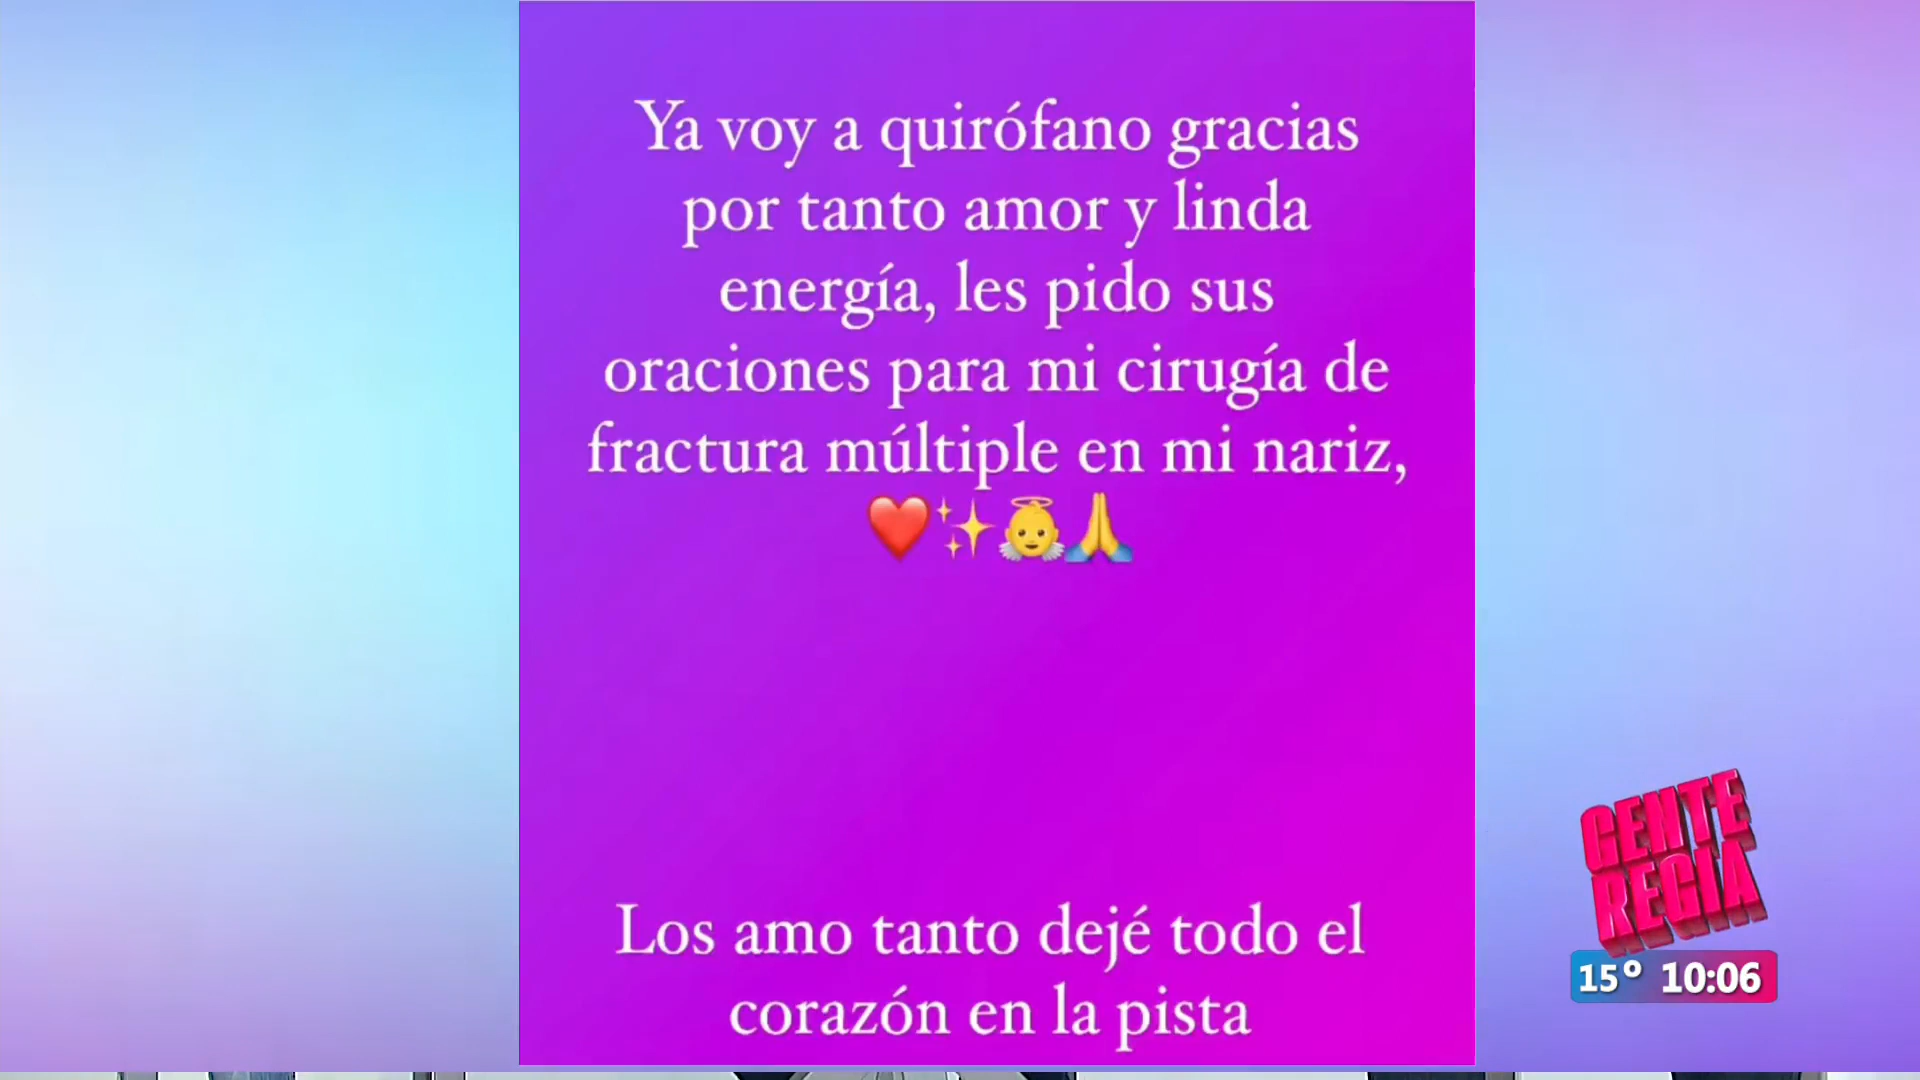 Ya voy a quirófano gracias
por tanto amor y linda
energía, les pido sus
oraciones para mi cirugía de
fractura múltiple en mi nariz,
❤️✨👼🙏
Los amo tanto dejé todo el
corazón en la pista
GENTE
REGIA
15° 10:06